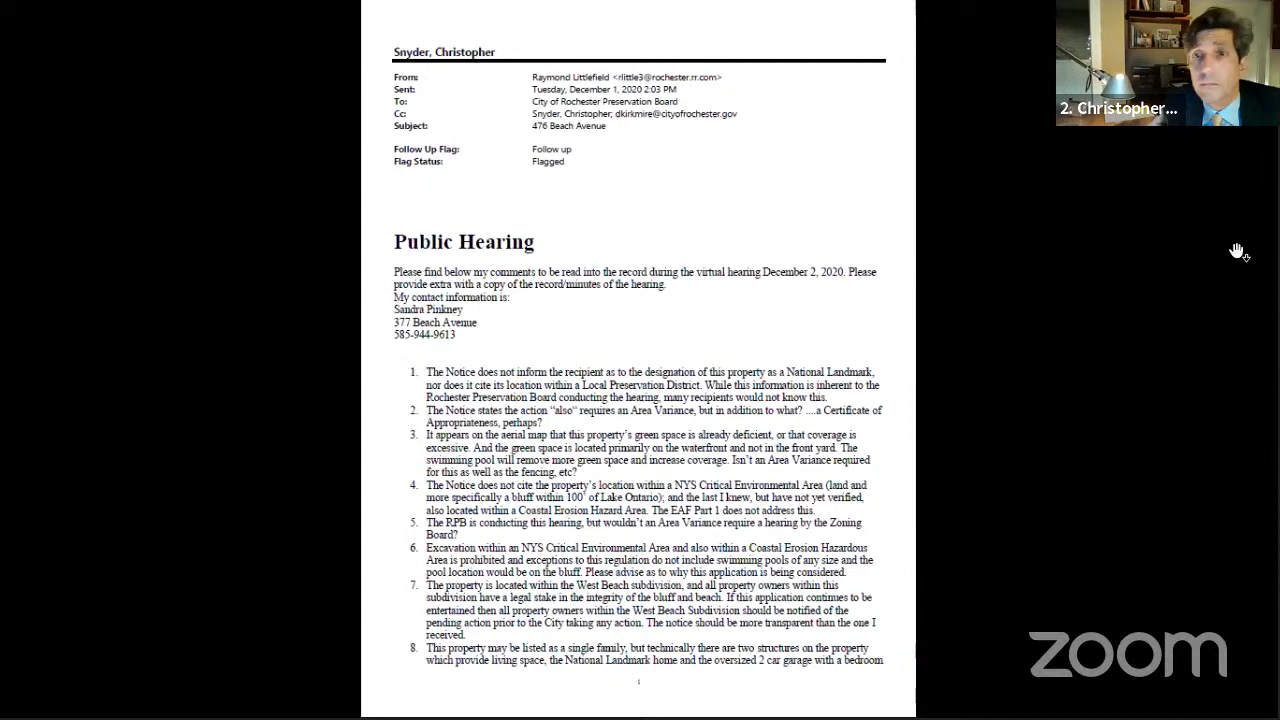 Snyder, Christopher
From: Raymond Littlefield <rlittle3@rochester.rr.com>
Sent: Tuesday, December 1, 2020 2:03 PM
To: City of Rochester Preservation Board
Cc: Snyder, Christopher; dkirkmire@cityofrochester.gov
Subject: 476 Beach Avenue
Follow Up Flag: Follow up
Flag Status: Flagged
Public Hearing
Please find below my comments to be read into the record during the virtual hearing December 2, 2020. Please
provide extra with a copy of the record/minutes of the hearing.
My contact information is:
Sandra Pinkney
377 Beach Avenue
585-944-9613
1. The Notice does not inform the recipient as to the designation of this property as a National Landmark,
nor does it cite its location within a Local Preservation District. While this information is inherent to the
Rochester Preservation Board conducting the hearing, many recipients would not know this.
2. The Notice states the action "also" requires an Area Variance, but in addition to what? ....a Certificate of
Appropriateness, perhaps?
3. It appears on the aerial map that this property's green space is already deficient, or that coverage is
excessive. And the green space is located primarily on the waterfront and not in the front yard. The
swimming pool will remove more green space and increase coverage. Isn't an Area Variance required
for this as well as the fencing, etc?
4. The Notice does not cite the property's location within a NYS Critical Environmental Area (land and
more specifically a bluff within 100' of Lake Ontario); and the last I knew, but have not yet verified,
also located within a Coastal Erosion Hazard Area. The EAF Part 1 does not address this.
5. The RPB is conducting this hearing, but wouldn't an Area Variance require a hearing by the Zoning
Board?
6. Excavation within an NYS Critical Environmental Area and also within a Coastal Erosion Hazardous
Area is prohibited and exceptions to this regulation do not include swimming pools of any size and the
pool location would be on the bluff. Please advise as to why this application is being considered.
7. The property is located within the West Beach subdivision, and all property owners within this
subdivision have a legal stake in the integrity of the bluff and beach. If this application continues to be
entertained then all property owners within the West Beach Subdivision should be notified of the
pending action prior to the City taking any action. The notice should be more transparent than the one I
received.
8. This property may be listed as a single family, but technically there are two structures on the property
which provide living space, the National Landmark home and the oversized 2 car garage with a bedroom
1
2. Christopher...
zoom